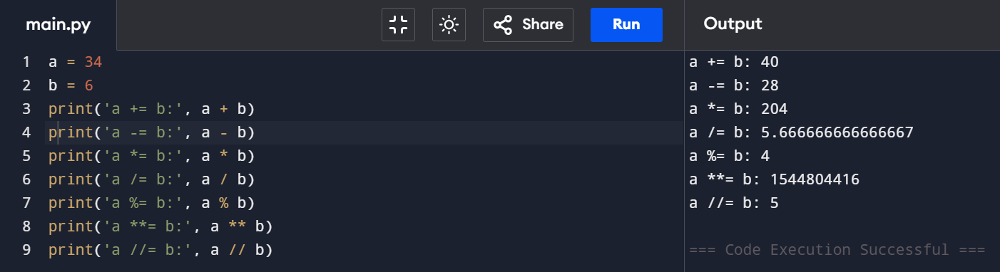 main.py
Share
Run
Output
1 a = 34
2 b = 6
3 print('a += b:', a + b)
4 print('a -= b:', a - b)
5 print('a *= b:', a * b)
6 print('a /= b:', a / b)
7 print('a %= b:', a % b)
8 print('a **= b:', a ** b)
9 print('a //= b:', a // b)
a += b: 40
a -= b: 28
a *= b: 204
a /= b: 5.666666666666667
a %= b: 4
a **= b: 1544804416
a //= b: 5
=== Code Execution Successful ===